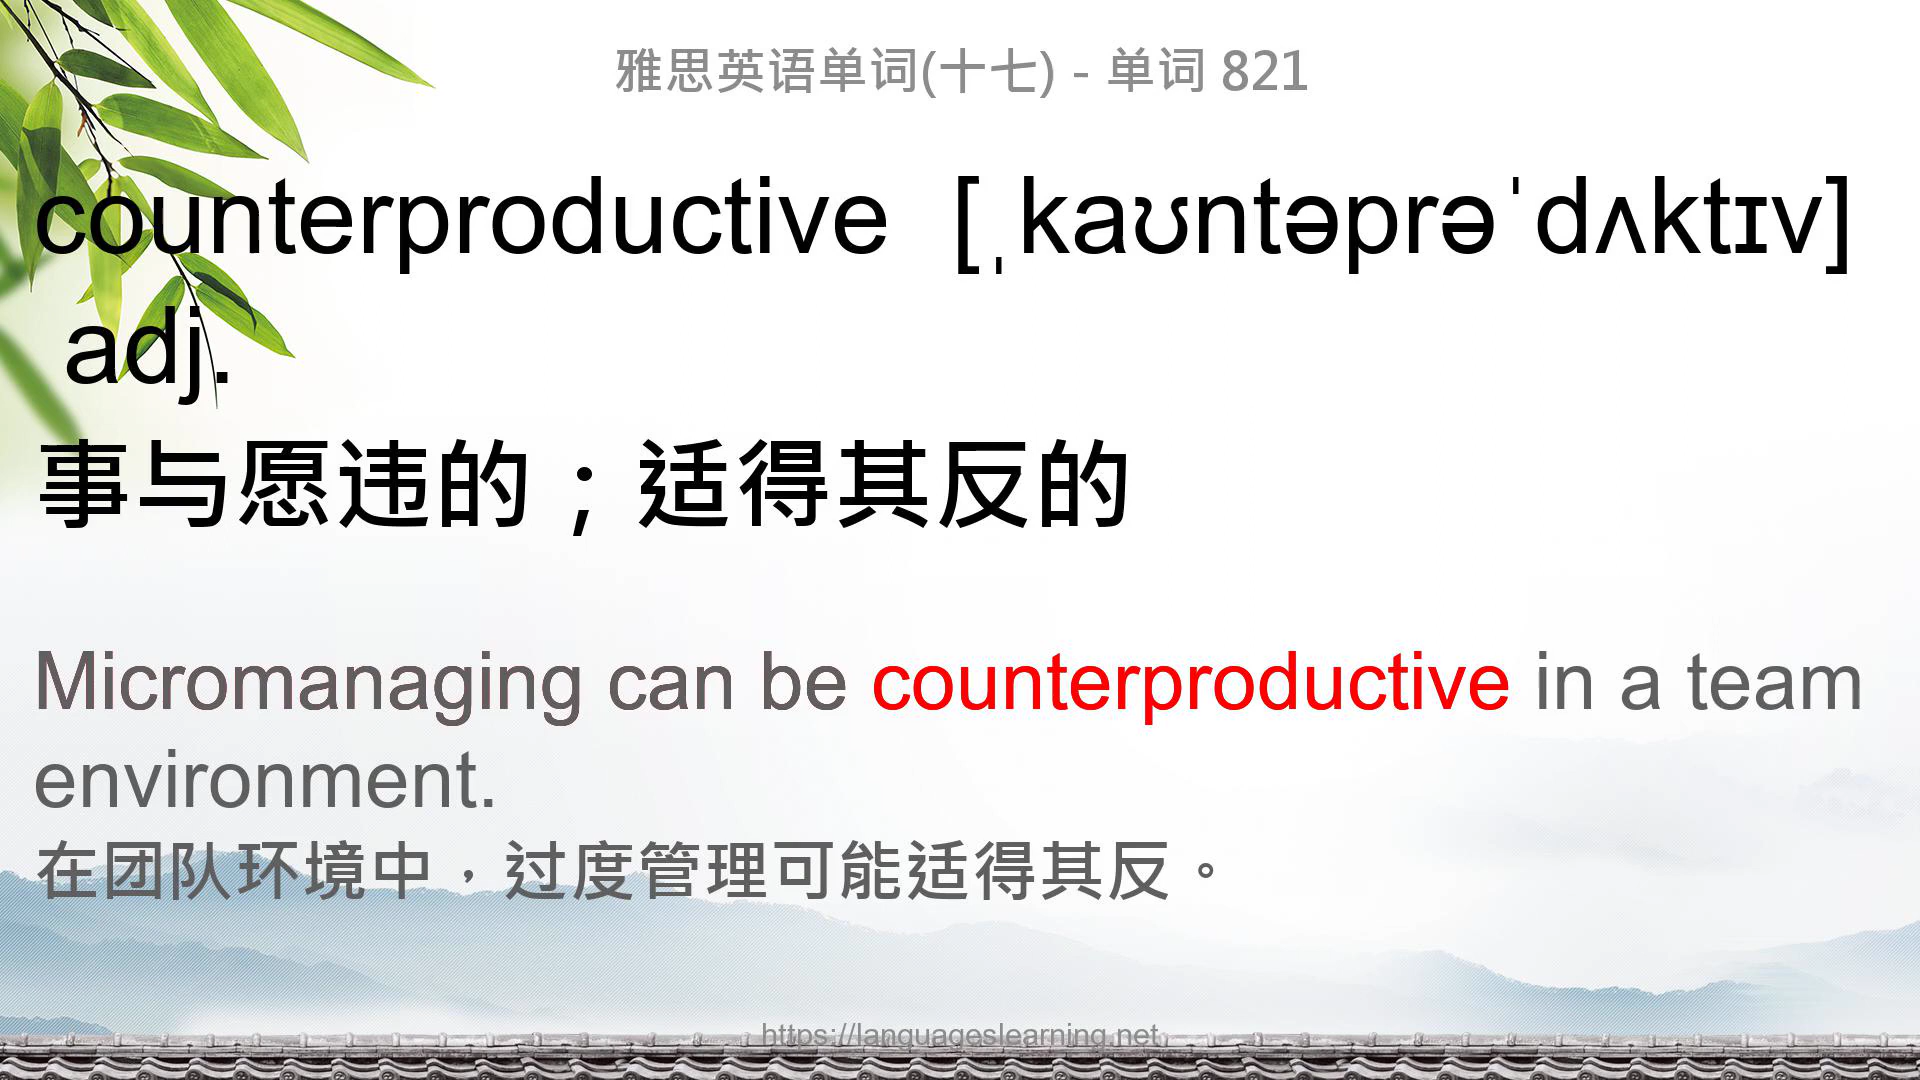 雅思英语单词(十七) - 单词 821
counterproductive [ˌkaʊntəprəˈdʌktɪv]
adj.
事与愿违的；适得其反的
Micromanaging can be counterproductive in a team
environment.
在团队环境中，过度管理可能适得其反。
https://languageslearning.net